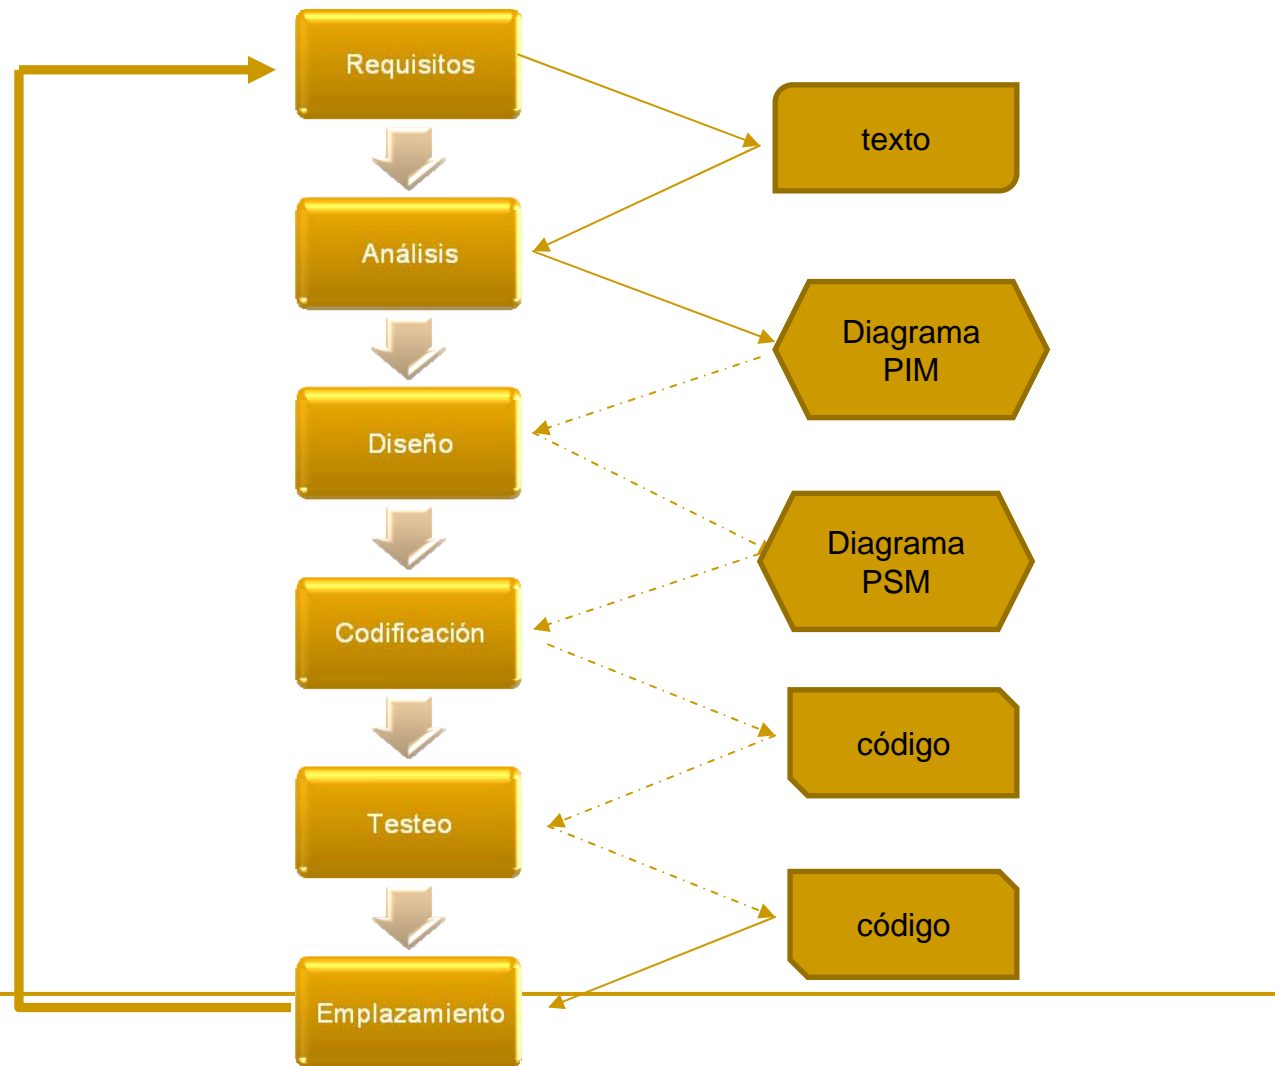 Requisitos
texto
Análisis
Diagrama
PIM
Diseño
Diagrama
PSM
Codificación
código
Testeo
código
Emplazamiento